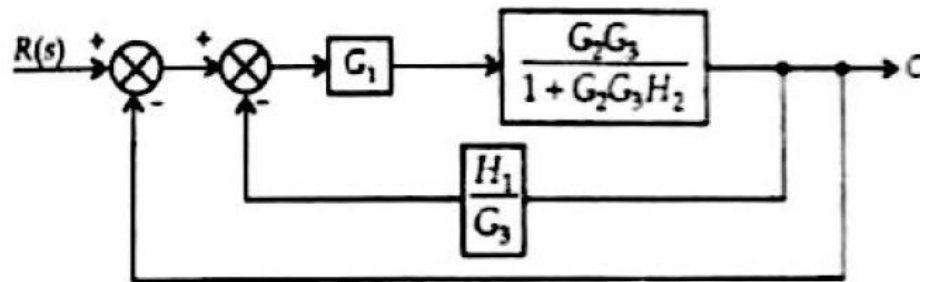 R(s) + - + - G₁ G₂G₃ / 1 + G₂G₃H₂ C
H₁ / G₃